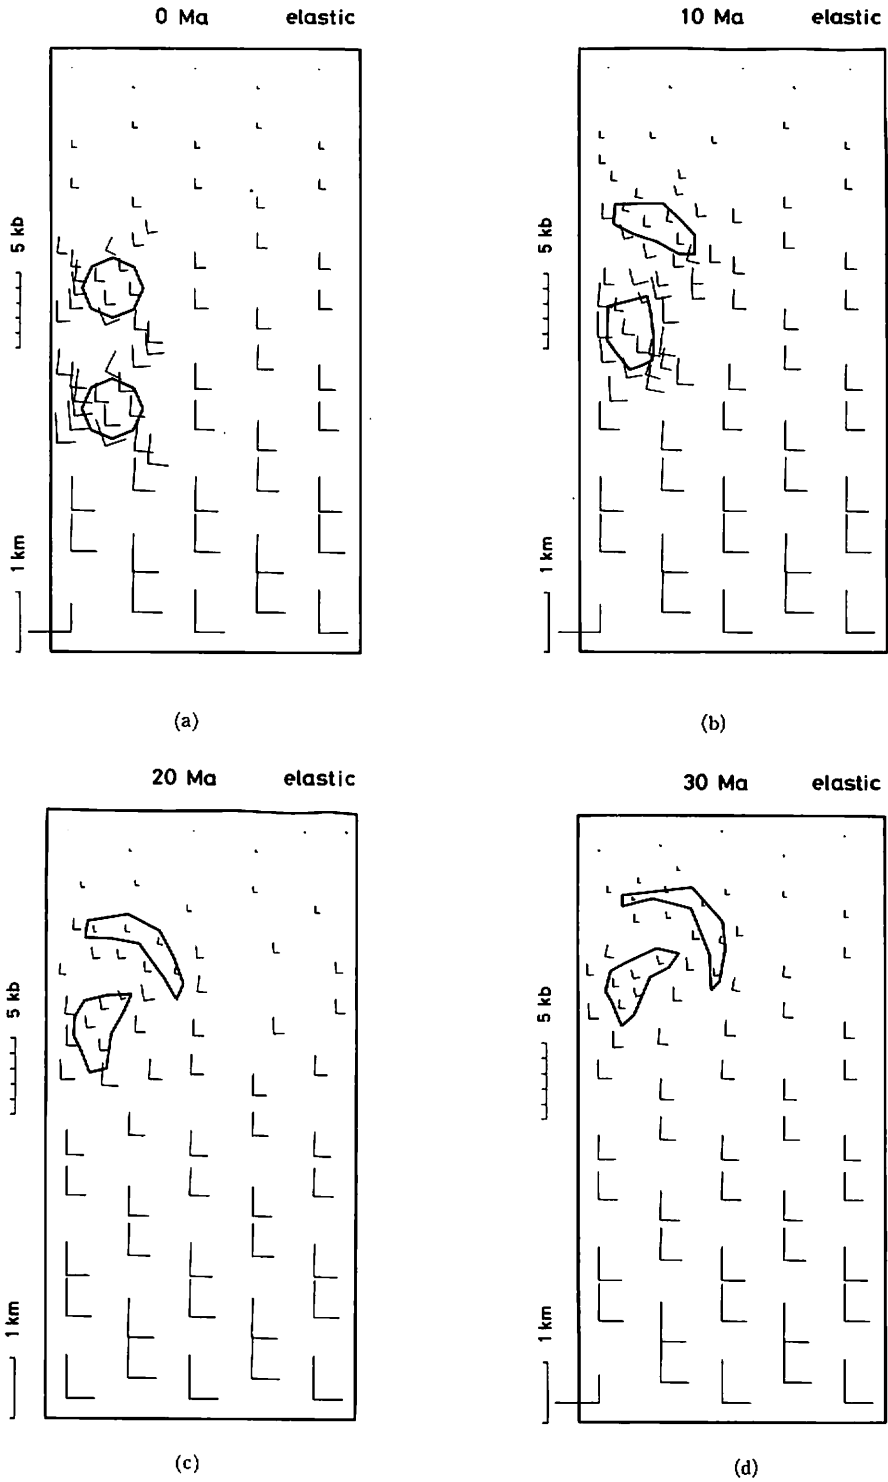 0 Ma elastic
10 Ma elastic
5 kb
5 kb
1 km
1 km
(a)
(b)
20 Ma elastic
30 Ma elastic
5 kb
5 kb
1 km
1 km
(c)
(d)